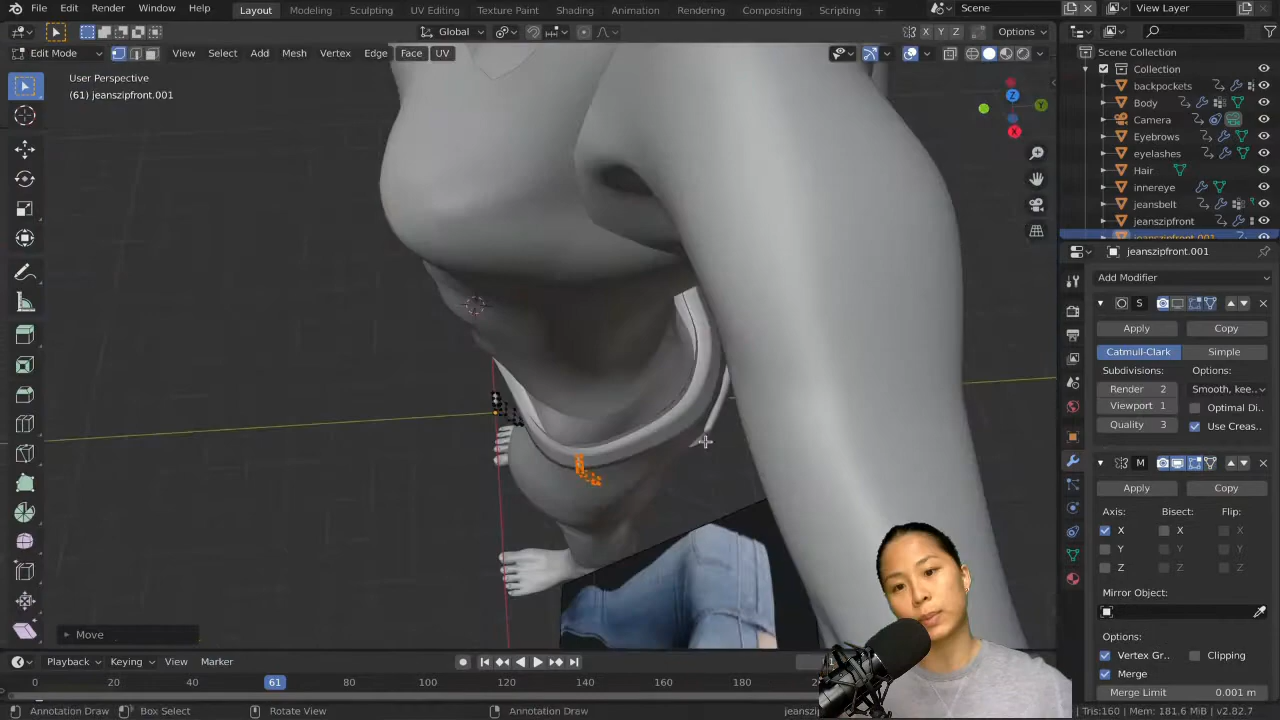 File Edit Render Window Help Layout Modeling Sculpting UV Editing Texture Paint Shading Animation Rendering Compositing Scripting + Scene View Layer
Global X Y Z Options
Edit Mode View Select Add Mesh Vertex Edge Face UV
User Perspective
(61) jeanszipfront.001
Z
Y
X
Scene Collection
Collection
backpockets
Body
Camera
Eyebrows
eyelashes
Hair
innereye
jeansbelt
jeanszipfront
jeanszipfront.001
jeanszipfront.001
Add Modifier
S
Apply Copy
Catmull-Clark Simple
Subdivisions: Options:
Render 2 Smooth, kee..
Viewport 1 Optimal Di..
Quality 3 Use Creas..
M
Apply Copy
Axis: Bisect: Flip:
X X X
Y Y Y
Z Z Z
Mirror Object:
Options:
Vertex Gr.. Clipping
Merge
Merge Limit 0.001 m
Move
Playback Keying View Marker
0 20 40 61 80 100 120 140 160 180
Annotation Draw Box Select Rotate View Annotation Draw
Tris:160 | Mem: 181.6 MiB | v2.82.7